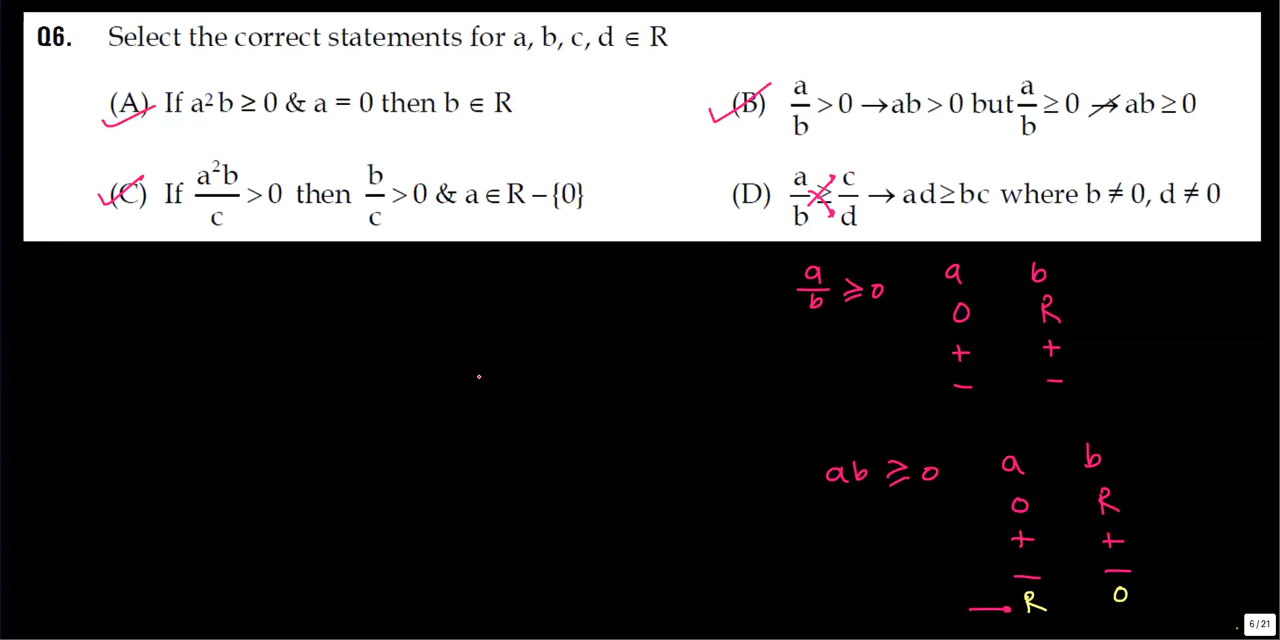 Q6. Select the correct statements for a, b, c, d ∈ R
(A) If a²b ≥ 0 & a = 0 then b ∈ R
(B) a/b > 0 → ab > 0 but a/b ≥ 0 ↛ ab ≥ 0
(C) If a²b/c > 0 then b/c > 0 & a ∈ R – {0}
(D) a/b ≥ c/d → ad ≥ bc where b ≠ 0, d ≠ 0
a/b ≥ 0 a b
0 R
+ +
– –
ab ≥ 0 a b
0 R
+ +
– –
R 0
6 / 21